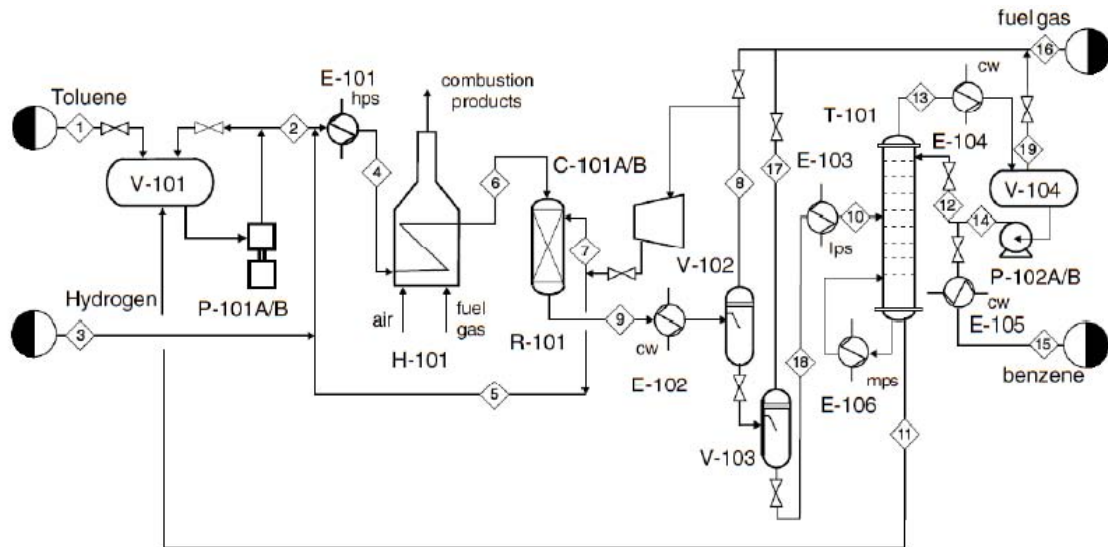 fuel gas
16
E-101
hps
combustion
products
cw
13
Toluene
1
2
T-101
E-104
19
C-101A/B
E-103
4
6
8
17
V-101
10
V-104
12
14
lps
7
V-102
P-102A/B
Hydrogen
P-101A/B
air
fuel
gas
9
18
cw
E-105
3
R-101
cw
15
H-101
E-102
mps
benzene
5
E-106
11
V-103